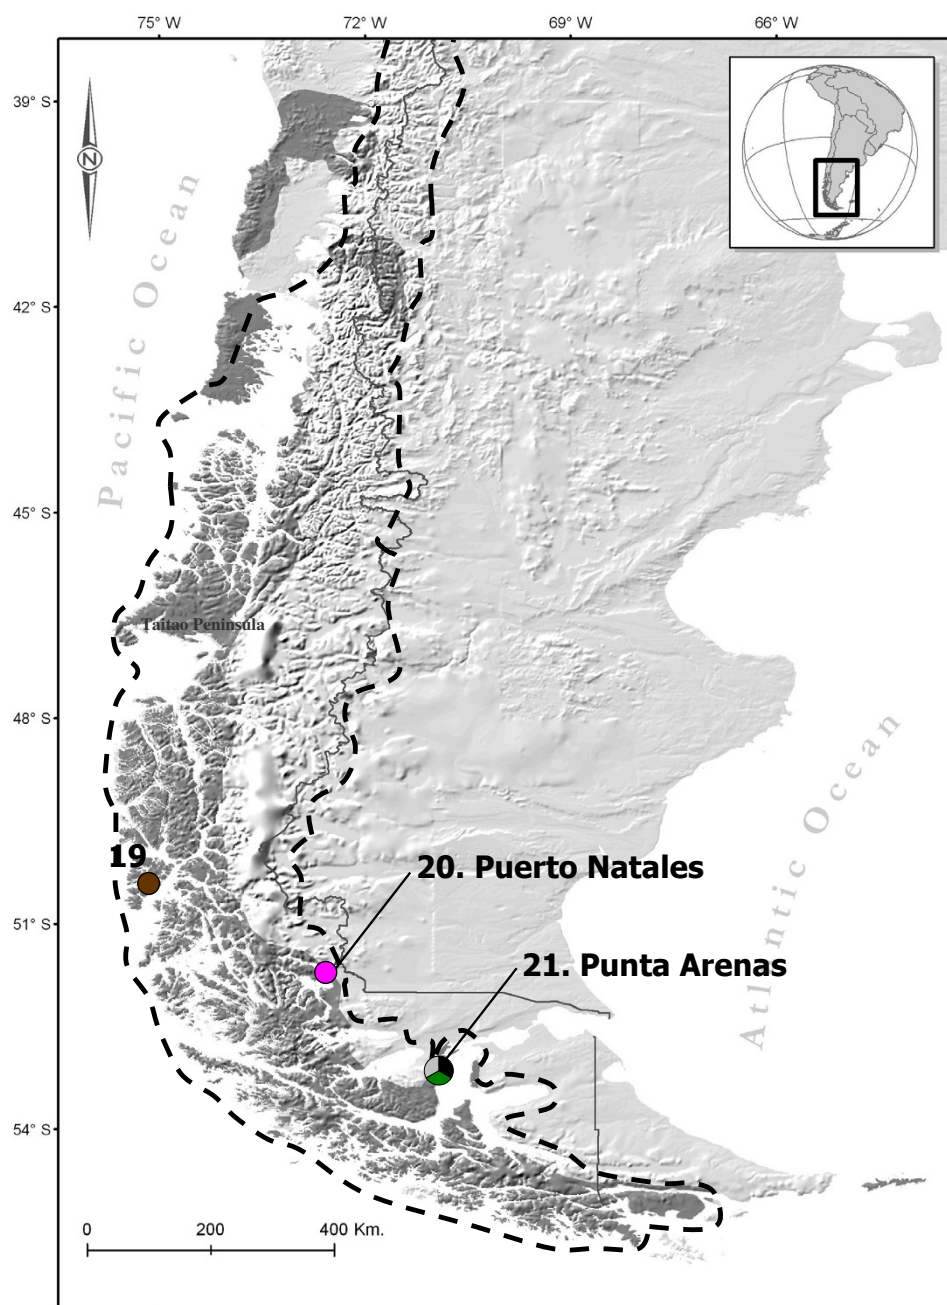 75° W
72° W
69° W
66° W
39° S
42° S
45° S
48° S
51° S
54° S
N
Pacific Ocean
Taitao Peninsula
19
20. Puerto Natales
21. Punta Arenas
Atlantic Ocean
0
200
400 Km.